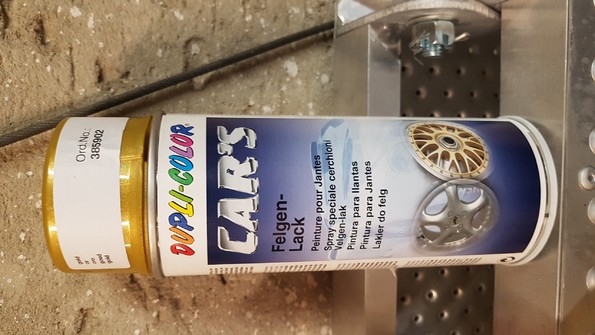 Ord.No.:
385902
DUPLI-COLOR
CAR'S
Felgen-
Lack
Peinture pour Jantes
Spray speciale cerchioni
Velgen-lak
Pintura para llantas
Pintura para Jantes
Lakier do felg